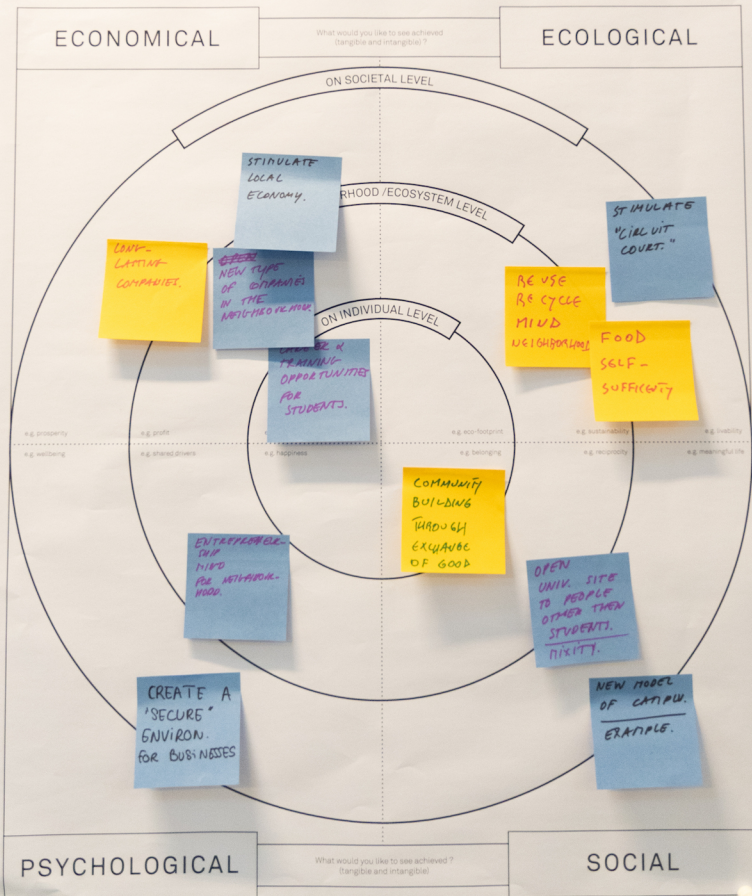 ECONOMICAL
What would you like to see achieved
(tangible and intangible) ?
ECOLOGICAL
ON SOCIETAL LEVEL
STIMULATE
LOCAL
ECONOMY.
RHOOD /ECOSYSTEM LEVEL
STIMULATE
"CIRCUIT
COURT."
LONG-
LASTING
COMPANIES.
NEW TYPE
OF COMPANIES
IN THE
NEIGHBOURHOOD.
RE USE
RE CYCLE
MIND
NEIGHBORHOOD
ON INDIVIDUAL LEVEL
FOOD
SELF-
SUFFICENTY
TRAINING
OPPORTUNITIES
FOR
STUDENTS.
e.g. prosperity
e.g. profit
e.g. eco-footprint
e.g. sustainability
e.g. livability
e.g. wellbeing
e.g. shared drivers
e.g. happiness
e.g. belonging
e.g. reciprocity
e.g. meaningful life
COMMUNITY
BUILDING
THROUGH
EXCHANGE
OF GOOD
ENTREPRENER-
SHIP
MIND
FOR NEIGHBOUR-
HOOD.
OPEN
UNIV. SITE
TO PEOPLE
OTHER THEN
STUDENTS.
MIXITY.
CREATE A
"SECURE"
ENVIRON.
FOR BUSINESSES
NEW MODEL
OF CAMPUS.
EXAMPLE.
PSYCHOLOGICAL
What would you like to see achieved ?
(tangible and intangible)
SOCIAL